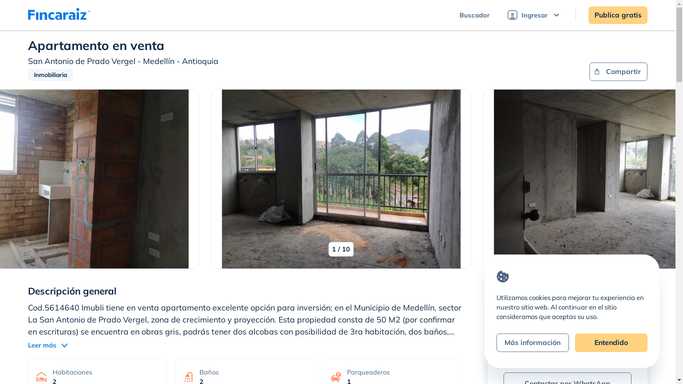 Fincaraiz
Buscador
Ingresar
Publica gratis
Apartamento en venta
San Antonio de Prado Vergel - Medellín - Antioquia
Inmobiliaria
Compartir
1 / 10
Descripción general
Cod.5614640 Imubli tiene en venta apartamento excelente opción para inversión; en el Municipio de Medellín, sector
La San Antonio de Prado Vergel, zona de crecimiento y proyección. Esta propiedad consta de 50 M2 (por confirmar
en escrituras) se encuentra en obras gris, podrás tener dos alcobas con posibilidad de 3ra habitación, dos baños,...
Leer más
Habitaciones
2
Baños
2
Parqueaderos
1
Utilizamos cookies para mejorar tu experiencia en
nuestro sitio web. Al continuar en el sitio
consideramos que aceptas su uso.
Más información
Entendido
Contactar por WhatsApp